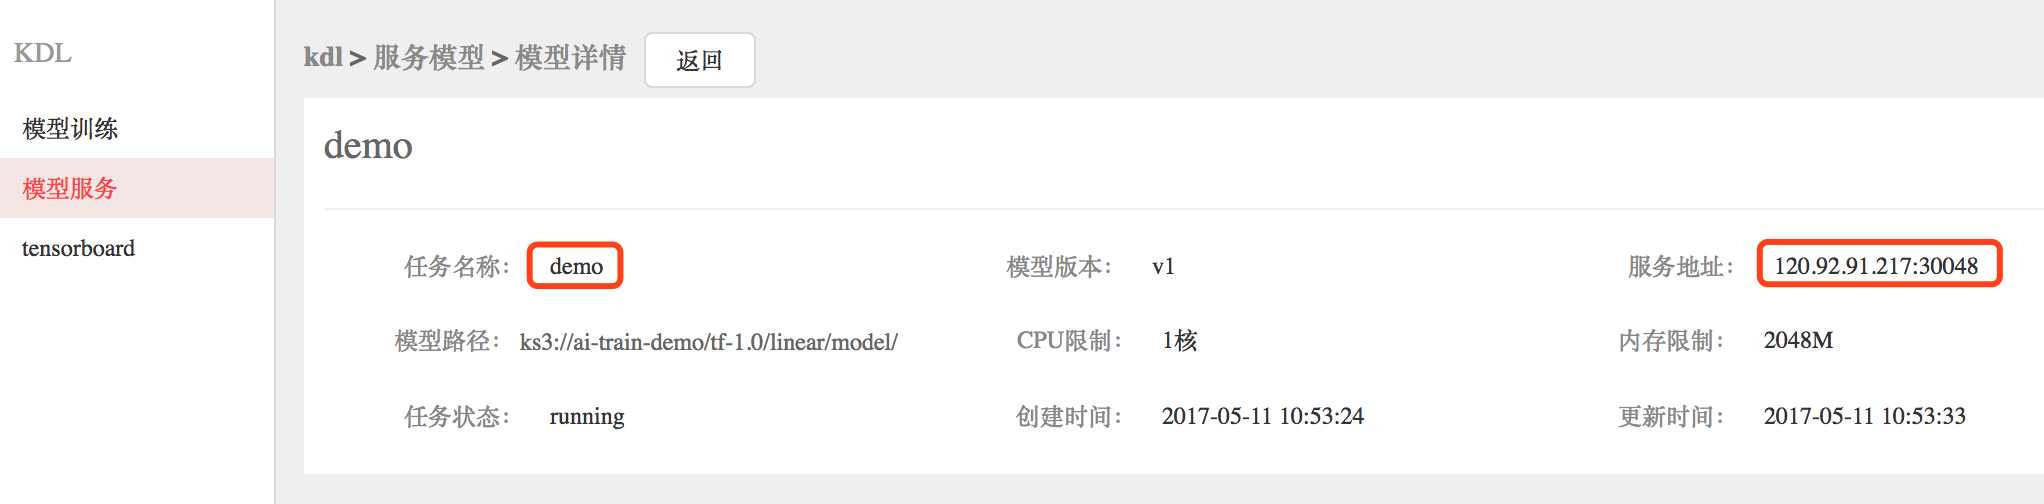 KDL
模型训练
模型服务
tensorboard
kdl > 服务模型 > 模型详情 返回
demo
任务名称: demo 模型版本: v1 服务地址: 120.92.91.217:30048
模型路径: ks3://ai-train-demo/tf-1.0/linear/model/ CPU限制: 1核 内存限制: 2048M
任务状态: running 创建时间: 2017-05-11 10:53:24 更新时间: 2017-05-11 10:53:33